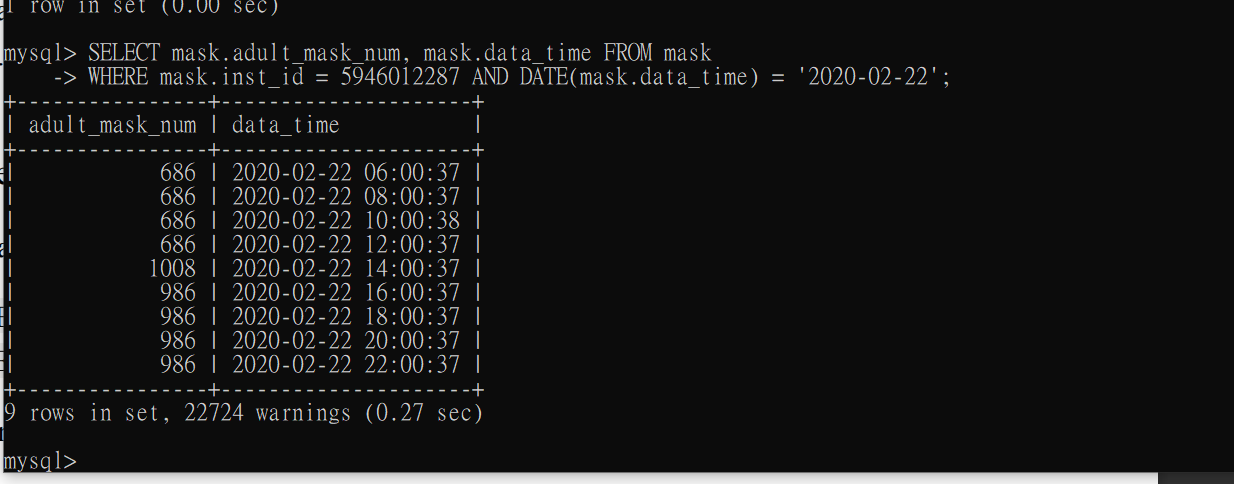 1 row in set (0.00 sec)
mysql> SELECT mask.adult_mask_num, mask.data_time FROM mask
    -> WHERE mask.inst_id = 5946012287 AND DATE(mask.data_time) = '2020-02-22';
+----------------+---------------------+
| adult_mask_num | data_time           |
+----------------+---------------------+
|            686 | 2020-02-22 06:00:37 |
|            686 | 2020-02-22 08:00:37 |
|            686 | 2020-02-22 10:00:38 |
|            686 | 2020-02-22 12:00:37 |
|           1008 | 2020-02-22 14:00:37 |
|            986 | 2020-02-22 16:00:37 |
|            986 | 2020-02-22 18:00:37 |
|            986 | 2020-02-22 20:00:37 |
|            986 | 2020-02-22 22:00:37 |
+----------------+---------------------+
9 rows in set, 22724 warnings (0.27 sec)
mysql>